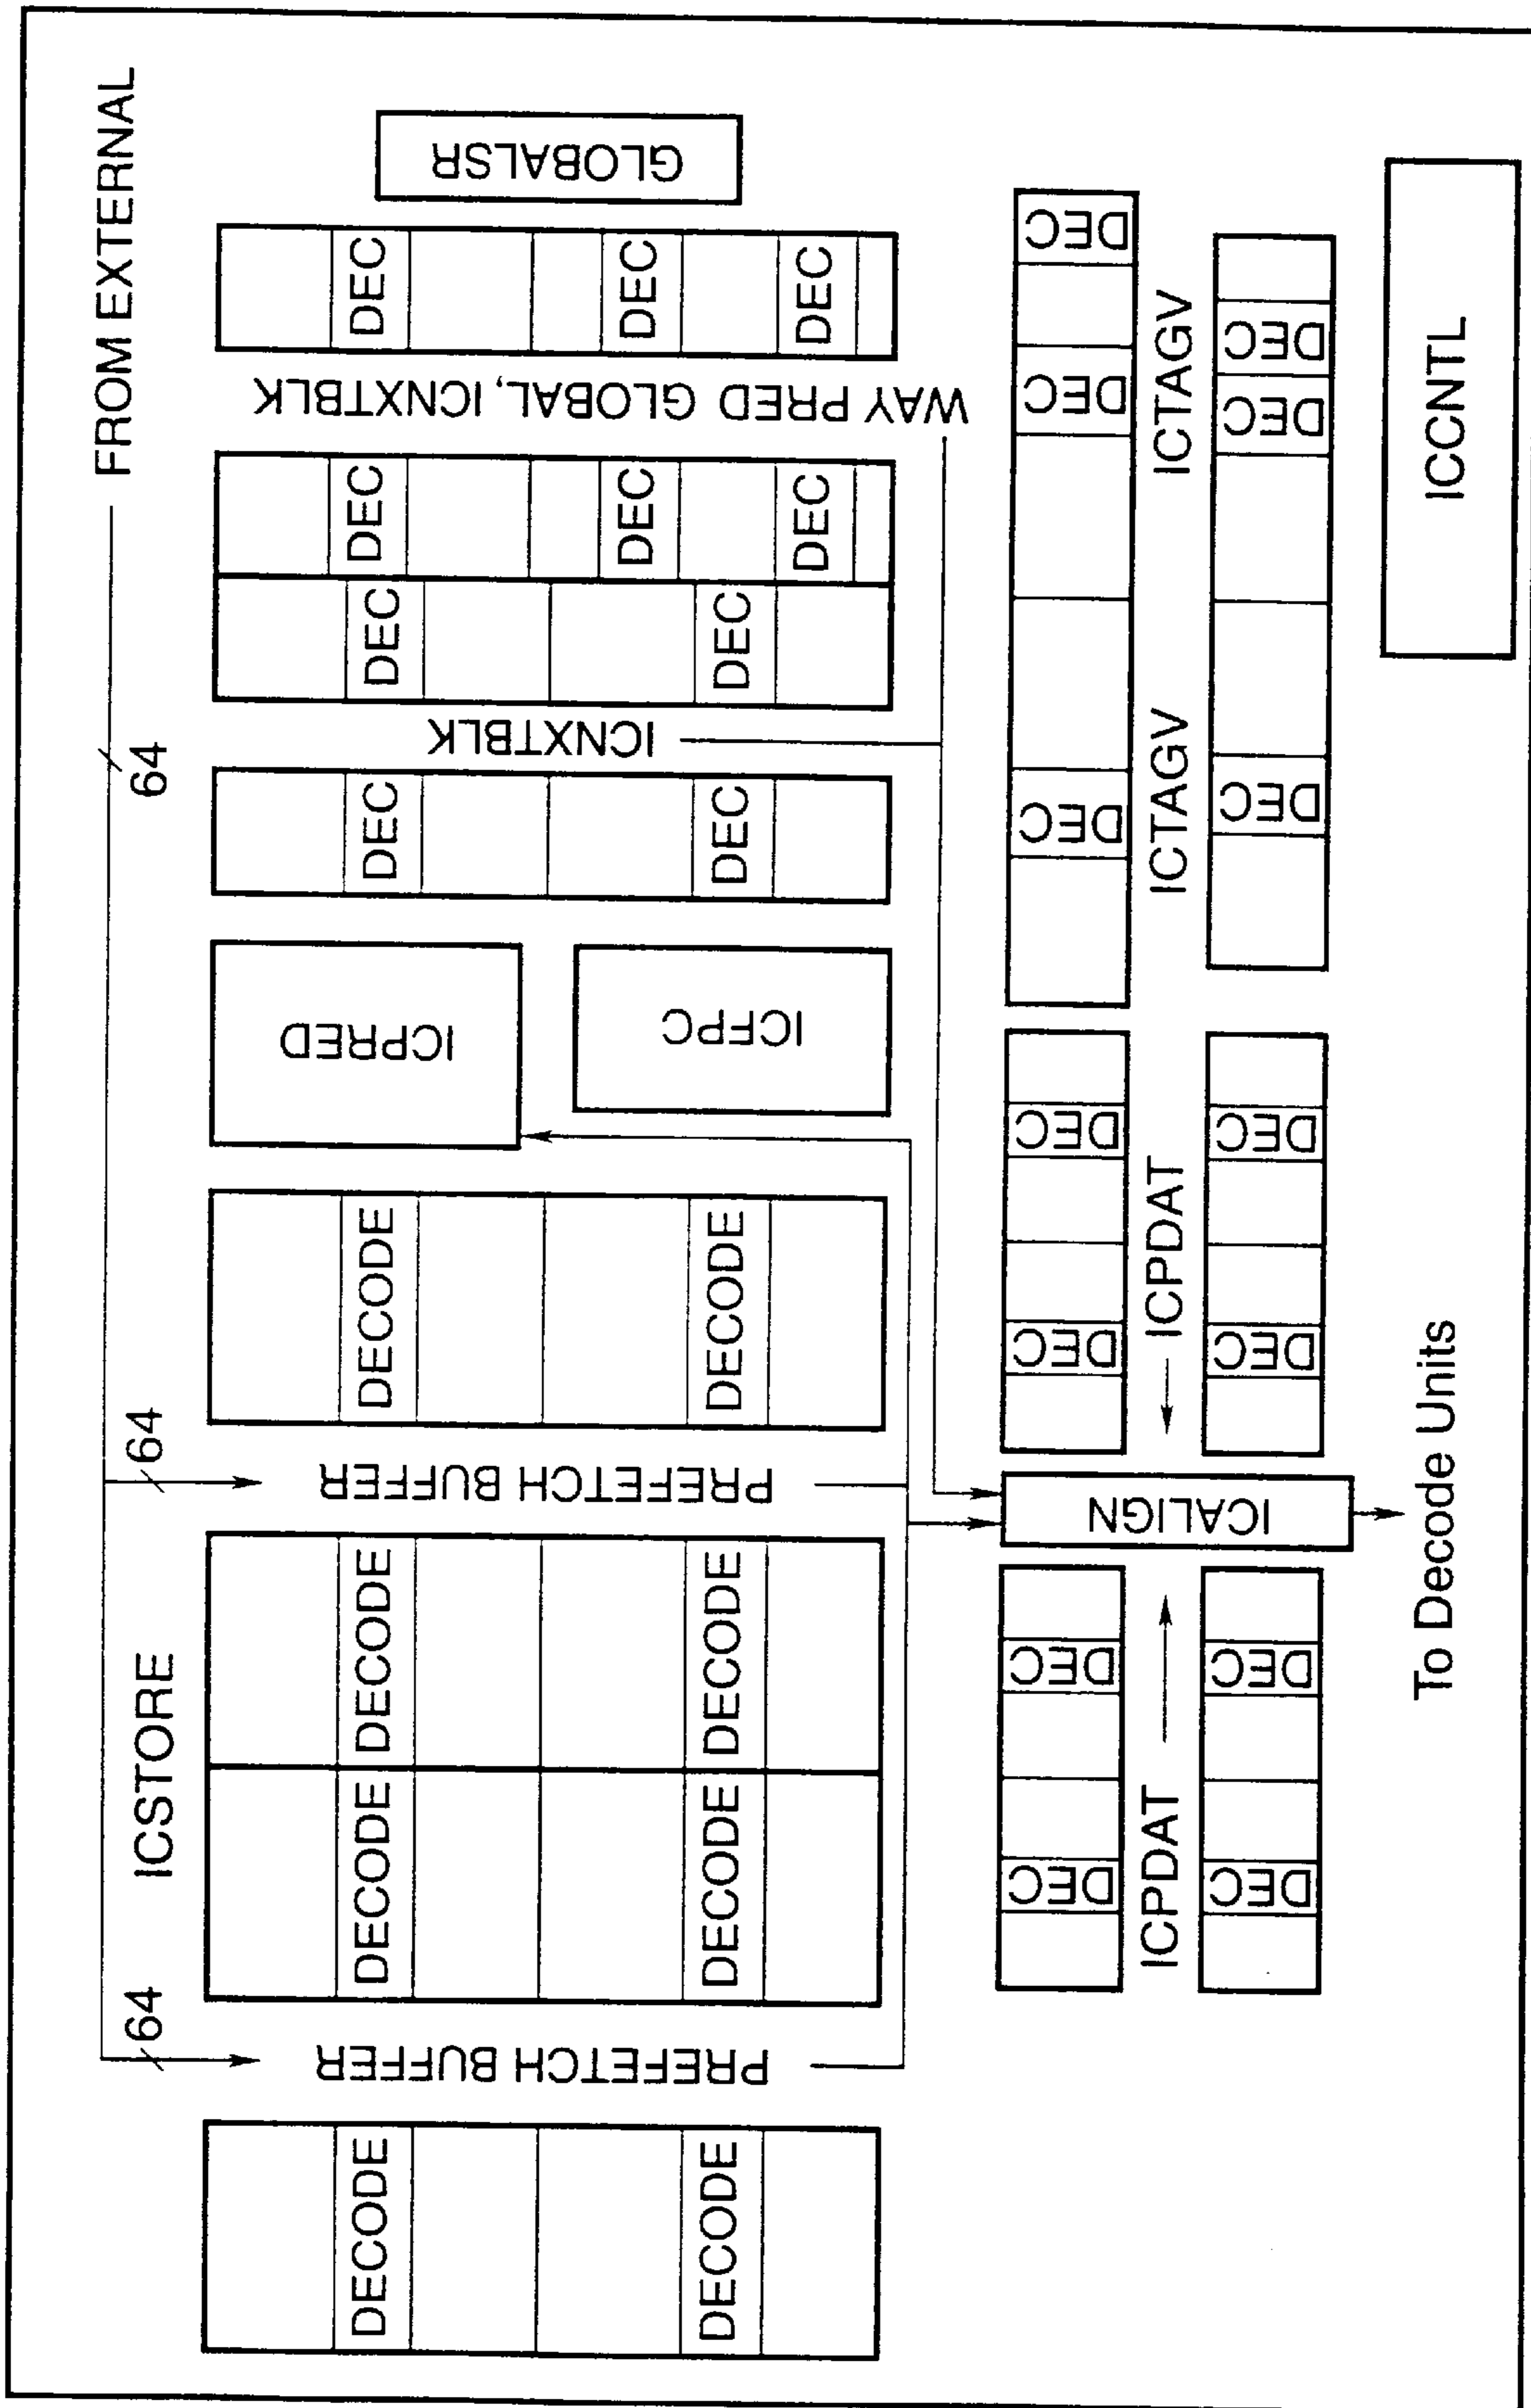 FROM EXTERNAL
64
64
64
ICSTORE
DECODE
DECODE
DECODE
DECODE
DEC
DEC
DEC
DEC
PREFETCH BUFFER
PREFETCH BUFFER
ICPRED
ICFPC
ICNXTBLK
WAY PRED GLOBAL, ICNXTBLK
GLOBALSR
DEC
DEC
DECODE
DECODE
DECODE
DECODE
DEC
DEC
DEC
DEC
DEC
DEC
DEC
DEC
DEC
DEC
DEC
ICPDAT
ICALIGN
ICPDAT
ICTAGV
ICTAGV
DEC
DEC
DEC
DEC
DEC
DEC
DEC
To Decode Units
ICCNTL